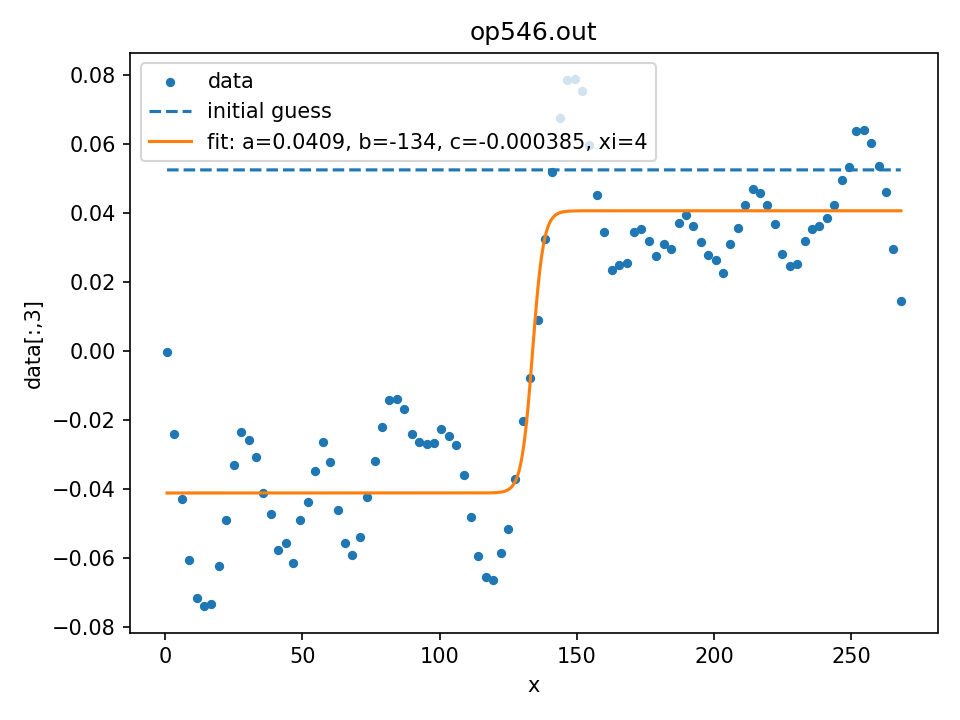 op546.out
data
initial guess
fit: a=0.0409, b=-134, c=-0.000385, xi=4
0.08
0.06
0.04
0.02
0.00
−0.02
−0.04
−0.06
−0.08
data[:,3]
0 50 100 150 200 250
x